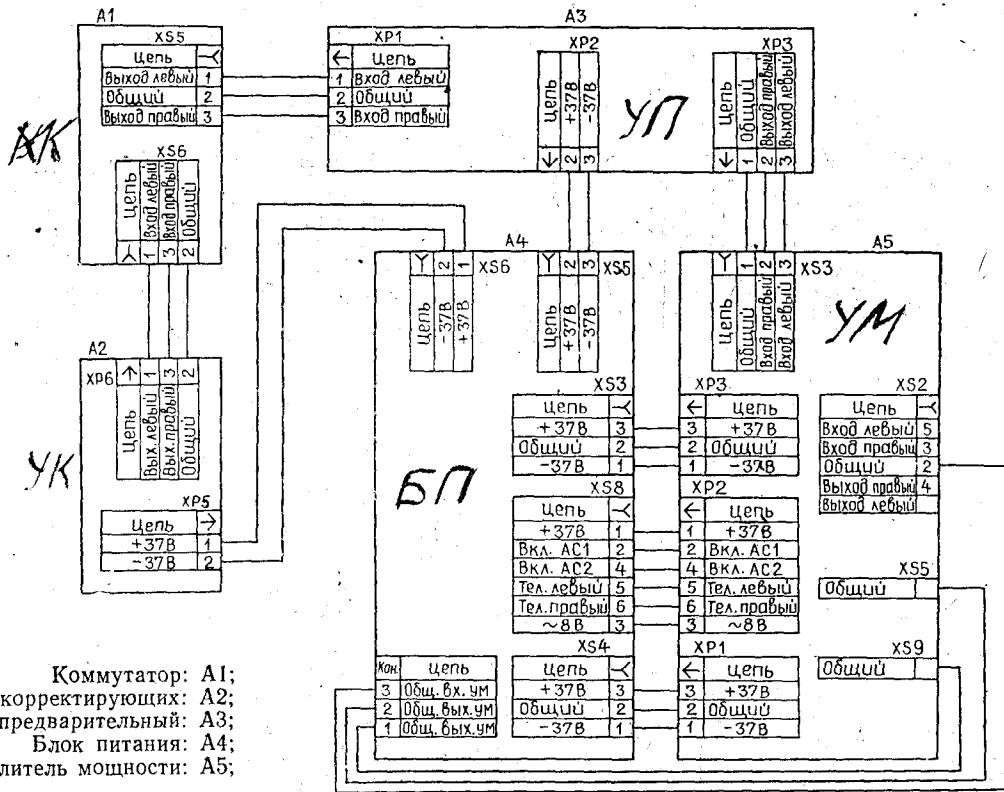 A1
XS5
Цепь
Выход левый 1
Общий 2
Выход правый 3
XS6
Цепь
1 Вход левый
3 Вход правый
2 Общий
УК
A2
XP6
Цепь
1 Вых. левый
3 Вых. правый
2 Общий
XP5
Цепь
+37В 1
-37В 2
A3
XP1
Цепь
1 Вход левый
2 Общий
3 Вход правый
XP2
Цепь
2 +37В
3 -37В
УП
XP3
Цепь
1 Общий
2 Выход правый
3 Выход левый
A4
XS6
Цепь
2 -37В
1 +37В
XS5
Цепь
2 +37В
3 -37В
БП
XS3
Цепь
+37В 3
Общий 2
-37В 1
XS8
Цепь
+37В 1
Вкл. АС1 2
Вкл. АС2 4
Тел. левый 5
Тел. правый 6
~8В 3
XS4
Цепь
+37В 3
Общий 2
-37В 1
Кон. Цепь
3 Общ. вх. ум
2 Общ. вых. ум
1 Общ. вых. ум
A5
XS3
Цепь
1 Общий
2 Вход правый
3 Вход левый
УМ
XP3
Цепь
3 +37В
2 Общий
1 -37В
XP2
Цепь
1 +37В
2 Вкл. АС1
4 Вкл. АС2
5 Тел. левый
6 Тел. правый
3 ~8В
XP1
Цепь
3 +37В
2 Общий
1 -37В
XS2
Цепь
Вход левый 5
Вход правый 3
Общий 2
Выход правый 4
Выход левый
XS5
Общий
XS9
Общий
Коммутатор: A1;
корректирующих: A2;
предварительный: A3;
Блок питания: A4;
литель мощности: A5;